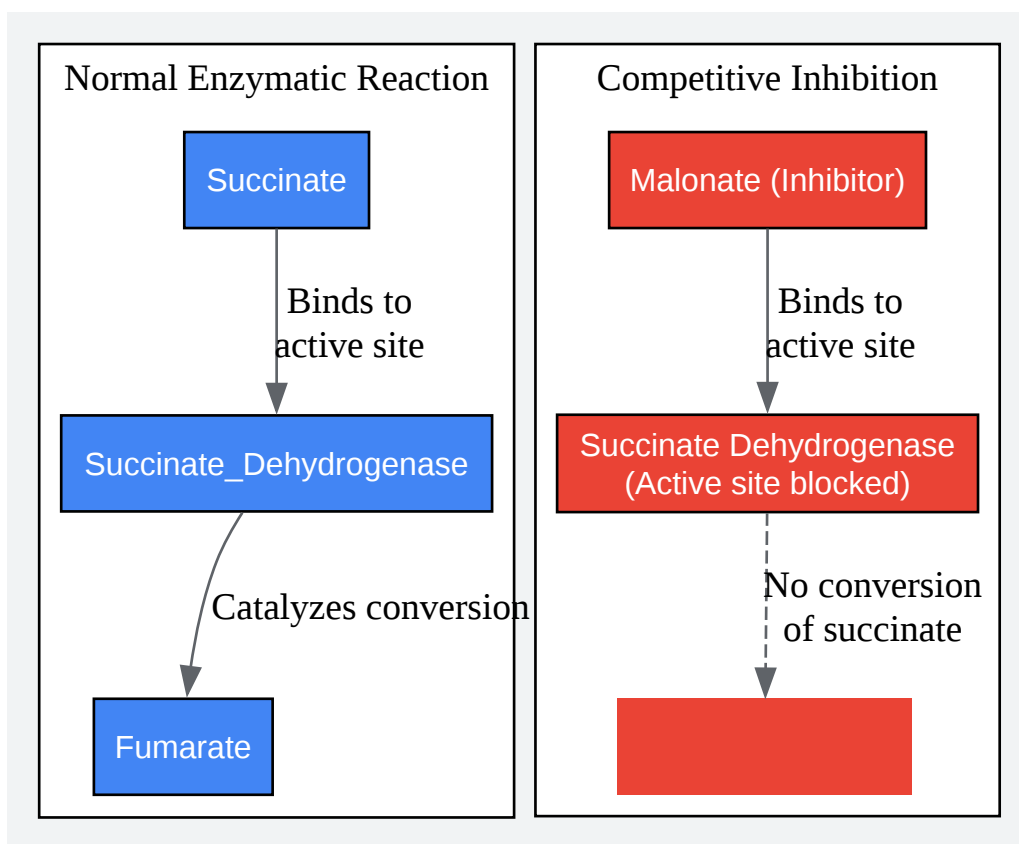 Normal Enzymatic Reaction
Succinate
Binds to
active site
Succinate_Dehydrogenase
Catalyzes conversion
Fumarate
Competitive Inhibition
Malonate (Inhibitor)
Binds to
active site
Succinate Dehydrogenase
(Active site blocked)
No conversion
of succinate